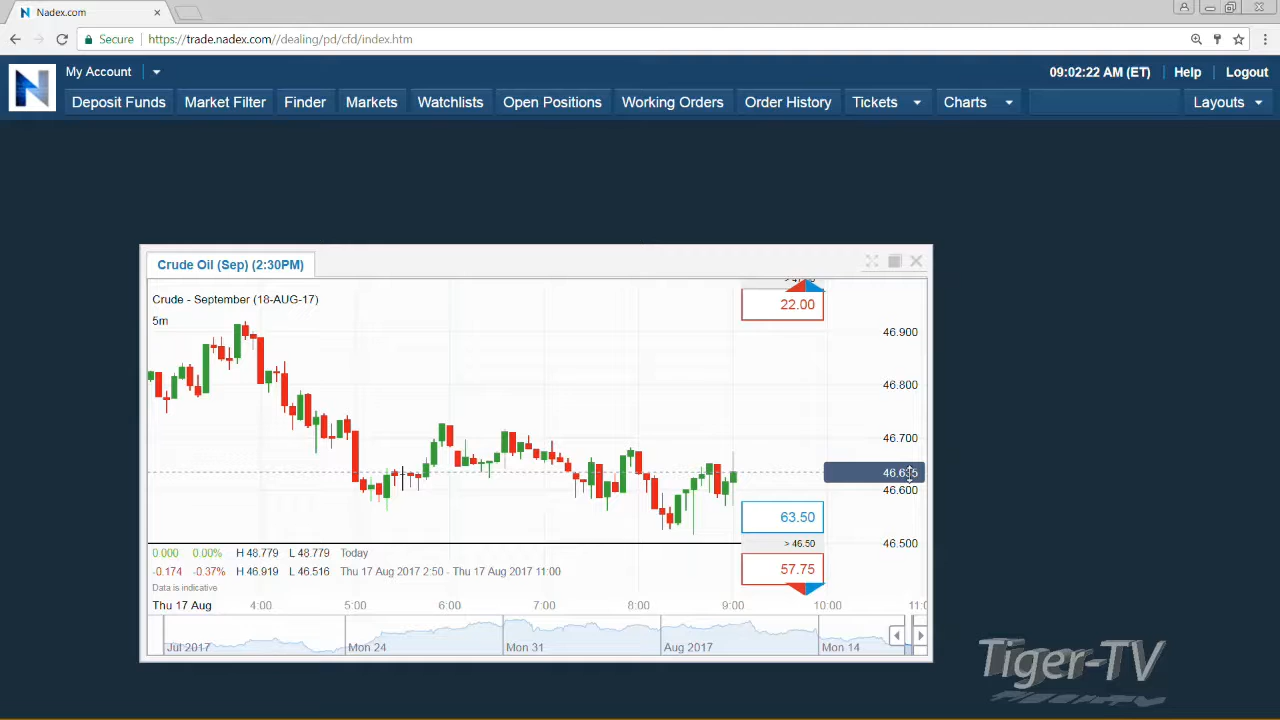 Nadex.com
Secure https://trade.nadex.com//dealing/pd/cfd/index.htm
My Account 09:02:22 AM (ET) Help Logout
Deposit Funds Market Filter Finder Markets Watchlists Open Positions Working Orders Order History Tickets Charts Layouts
Crude Oil (Sep) (2:30PM)
Crude - September (18-AUG-17)
5m
22.00
46.900
46.800
46.700
46.600
63.50
> 46.50 46.500
57.75
0.000 0.00% H 48.779 L 48.779 Today
-0.174 -0.37% H 46.919 L 46.516 Thu 17 Aug 2017 2:50 - Thu 17 Aug 2017 11:00
Data is indicative
Thu 17 Aug 4:00 5:00 6:00 7:00 8:00 9:00 10:00
Jul 2017 Mon 24 Mon 31 Aug 2017 Mon 14
Tiger-TV